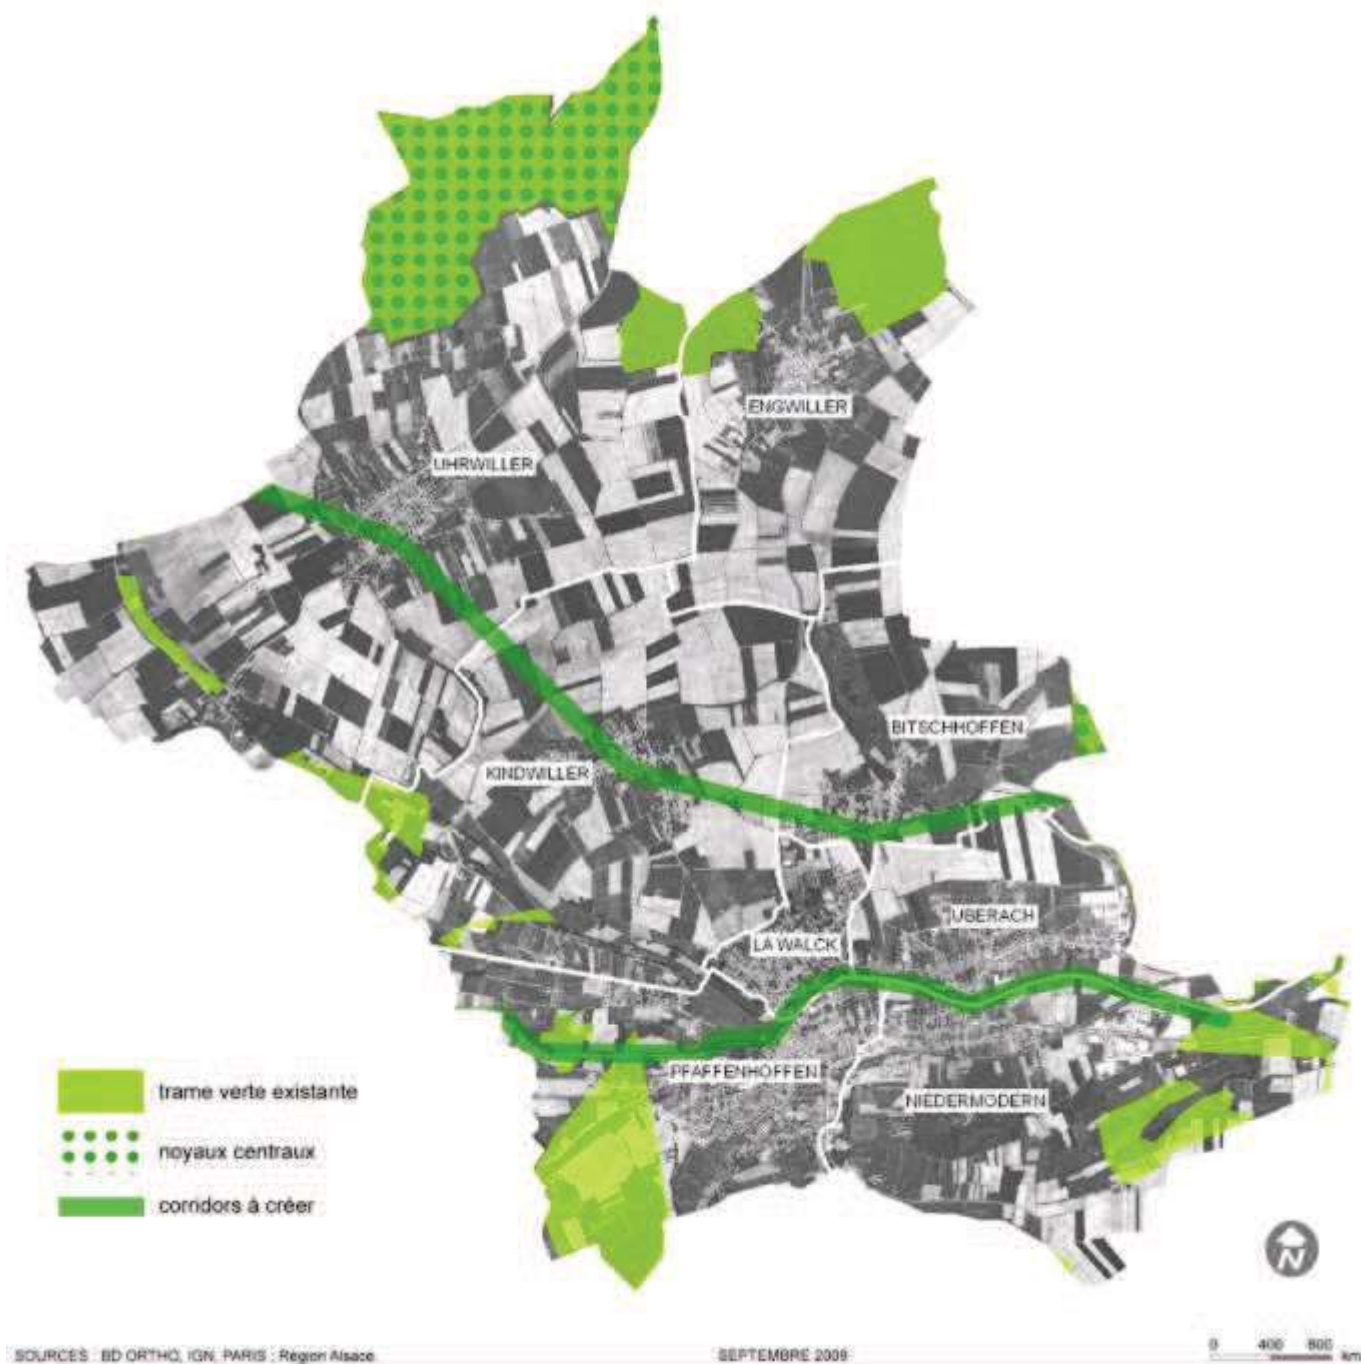 ENGWILLER
UHRWILLER
BITSCHHOFFEN
KINDWILLER
UBERACH
LA WALCK
PFAFFENHOFFEN
NIEDERMODERN
trame verte existante
noyaux centraux
corridors à créer
N
0 400 800 km
SOURCES : BD ORTHO, IGN, PARIS ; Région Alsace.
SEPTEMBRE 2009